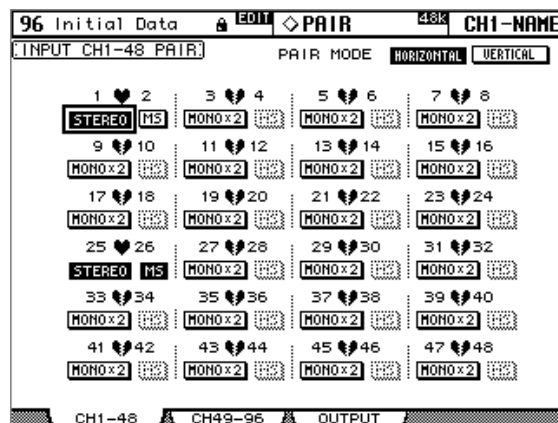 96 Initial Data EDIT ◇PAIR 48K CH1-NAME
INPUT CH1-48 PAIR PAIR MODE HORIZONTAL VERTICAL
1 2 3 4 5 6 7 8
STEREO MS MONO×2 MS MONO×2 MS MONO×2 MS
9 10 11 12 13 14 15 16
MONO×2 MS MONO×2 MS MONO×2 MS MONO×2 MS
17 18 19 20 21 22 23 24
MONO×2 MS MONO×2 MS MONO×2 MS MONO×2 MS
25 26 27 28 29 30 31 32
STEREO MS MONO×2 MS MONO×2 MS MONO×2 MS
33 34 35 36 37 38 39 40
MONO×2 MS MONO×2 MS MONO×2 MS MONO×2 MS
41 42 43 44 45 46 47 48
MONO×2 MS MONO×2 MS MONO×2 MS MONO×2 MS
CH1-48 CH49-96 OUTPUT